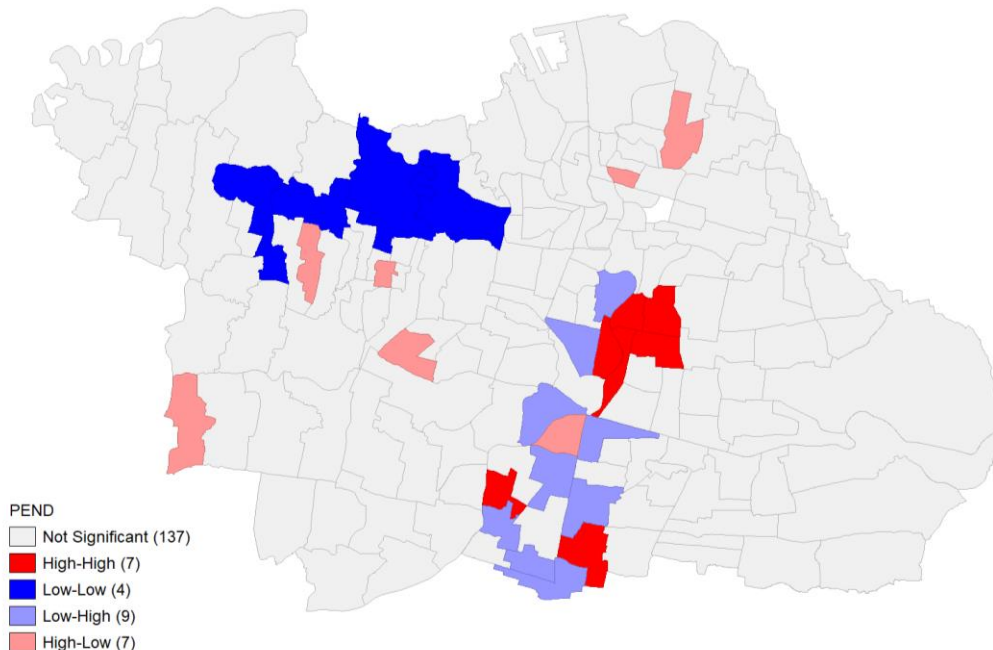 PEND
Not Significant (137)
High-High (7)
Low-Low (4)
Low-High (9)
High-Low (7)